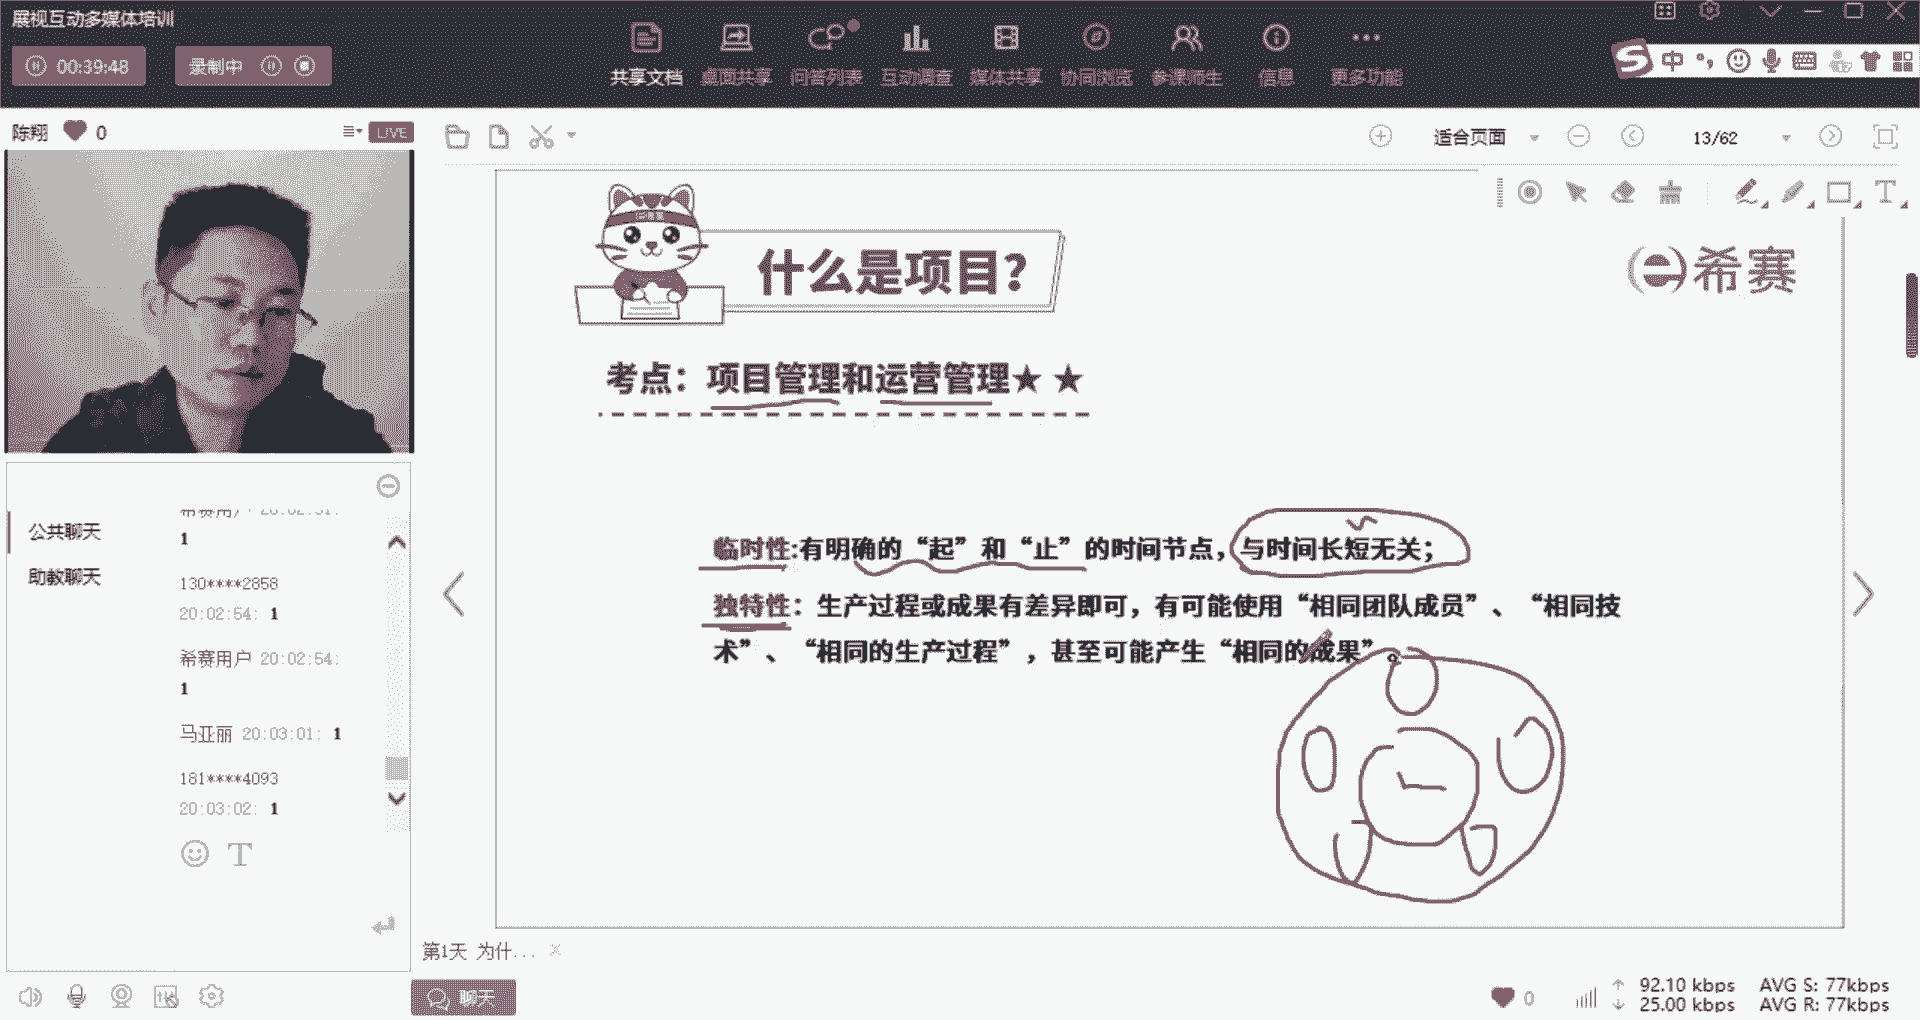 展视互动多媒体培训
00:39:48
录制中
共享文档 桌面共享 问答列表 互动调查 媒体共享 协同浏览 参课师生 信息 更多功能
中
陈翔 0
LIVE
适合页面
13/62
什么是项目?
希赛
考点：项目管理和运营管理★ ★
临时性:有明确的“起”和“止”的时间节点，与时间长短无关；
独特性：生产过程或成果有差异即可，有可能使用“相同团队成员”、“相同技
术”、“相同的生产过程”，甚至可能产生“相同的成果”。
公共聊天
助教聊天
希赛用户 20:02:51:
1
130****2858
20:02:54: 1
希赛用户 20:02:54:
1
马亚丽 20:03:01: 1
181****4093
20:03:02: 1
第1天 为什...
聊天
0
92.10 kbps AVG S: 77kbps
25.00 kbps AVG R: 77kbps